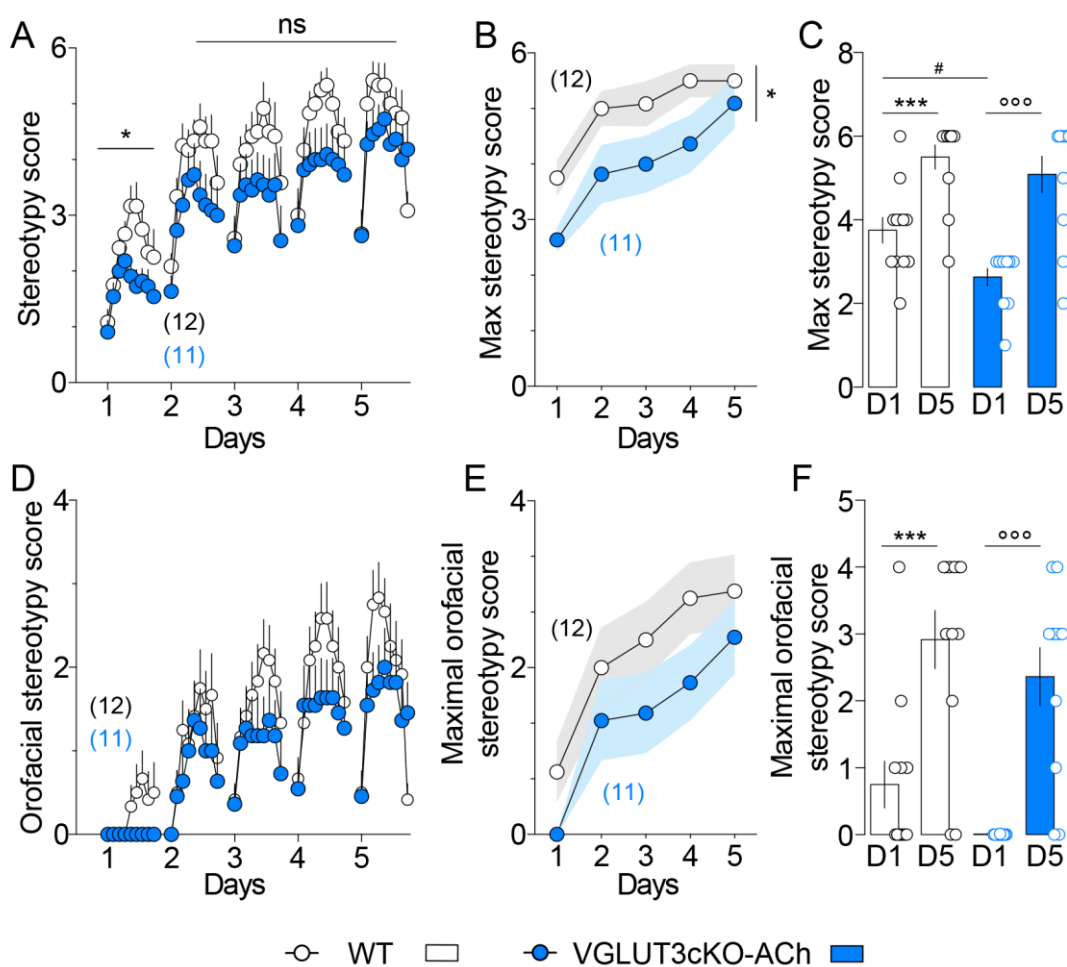 A
Stereotypy score
6
3
0
ns
*
(12)
(11)
1 2 3 4 5
Days
B
Max stereotypy score
6
3
0
(12)
(11)
*
1 2 3 4 5
Days
C
Max stereotypy score
8
6
4
2
0
#
*** °°°
D1 D5 D1 D5
D
Orofacial stereotypy score
4
2
0
(12)
(11)
1 2 3 4 5
Days
E
Maximal orofacial
stereotypy score
4
2
0
(12)
(11)
1 2 3 4 5
Days
F
Maximal orofacial
stereotypy score
5
4
3
2
1
0
*** °°°
D1 D5 D1 D5
WT VGLUT3cKO-ACh